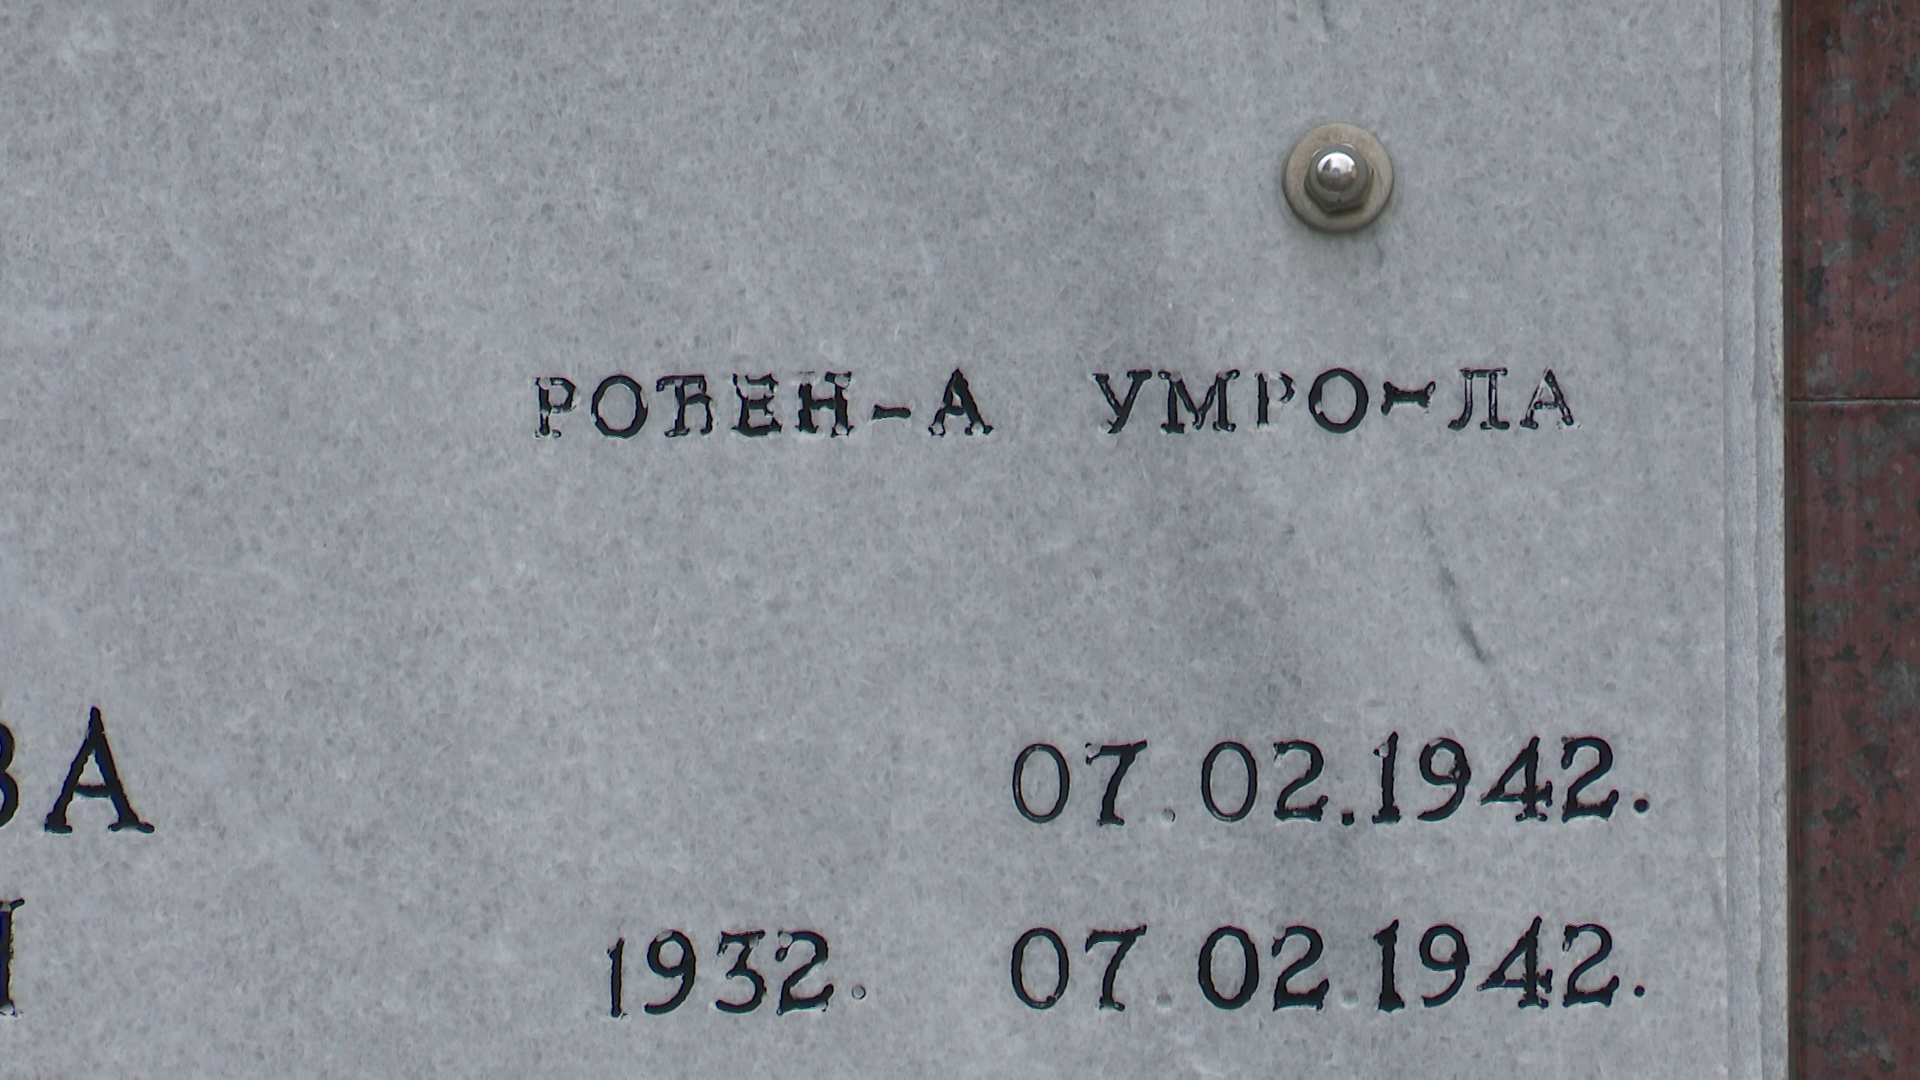 РОЂЕН-А УМРО-ЛА
ВА 07.02.1942.
1932. 07.02.1942.